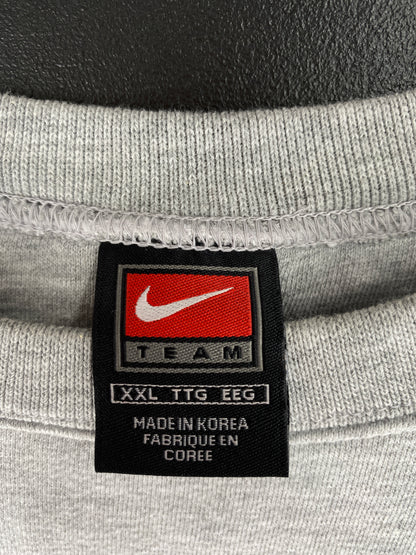 TEAM
XXL TTG EEG
MADE IN KOREA
FABRIQUE EN
COREE